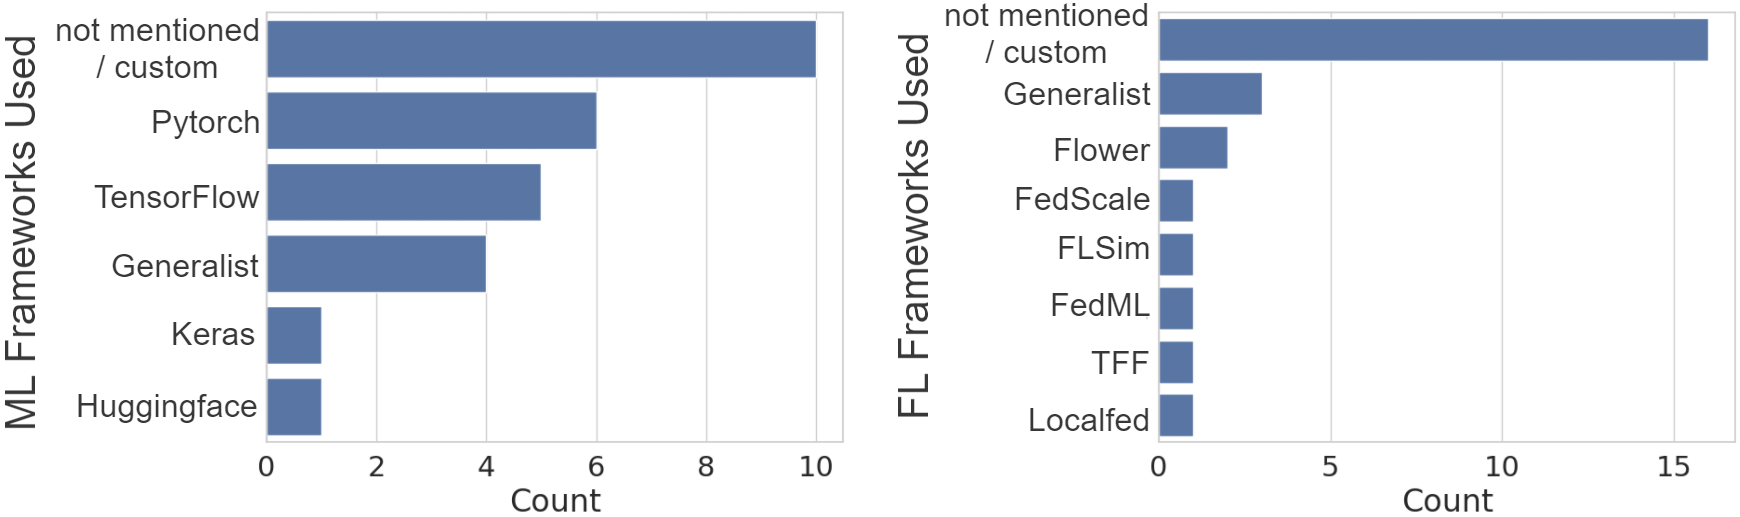 ML Frameworks Used
not mentioned
/ custom
Pytorch
TensorFlow
Generalist
Keras
Huggingface
0 2 4 6 8 10
Count
FL Frameworks Used
not mentioned
/ custom
Generalist
Flower
FedScale
FLSim
FedML
TFF
Localfed
0 5 10 15
Count